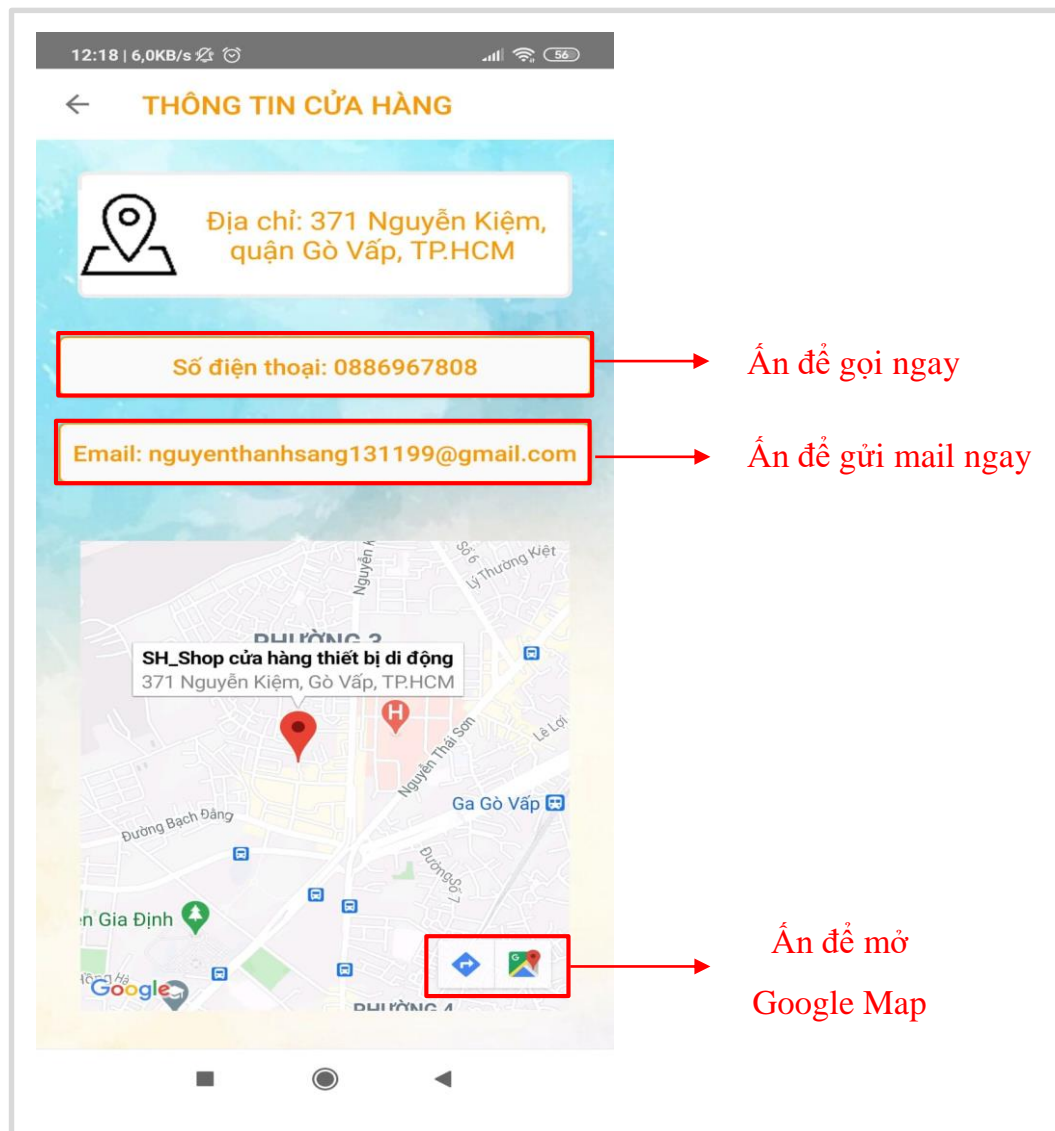 12:18 | 6,0KB/s
56
THÔNG TIN CỬA HÀNG
Địa chỉ: 371 Nguyễn Kiệm,
quận Gò Vấp, TP.HCM
Số điện thoại: 0886967808
Ấn để gọi ngay
Email: nguyenthanhsang131199@gmail.com
Ấn để gửi mail ngay
Nguyễn
Số 6
Lý Thường Kiệt
PHƯỜNG 3
SH_Shop cửa hàng thiết bị di động
371 Nguyễn Kiệm, Gò Vấp, TP.HCM
H
Nguyễn Thái Sơn
Lê Lợi
Ga Gò Vấp
Đường Bạch Đằng
Đường Số 7
n Gia Định
Hồng Hà
Google
PHƯỜNG 4
Ấn để mở
Google Map